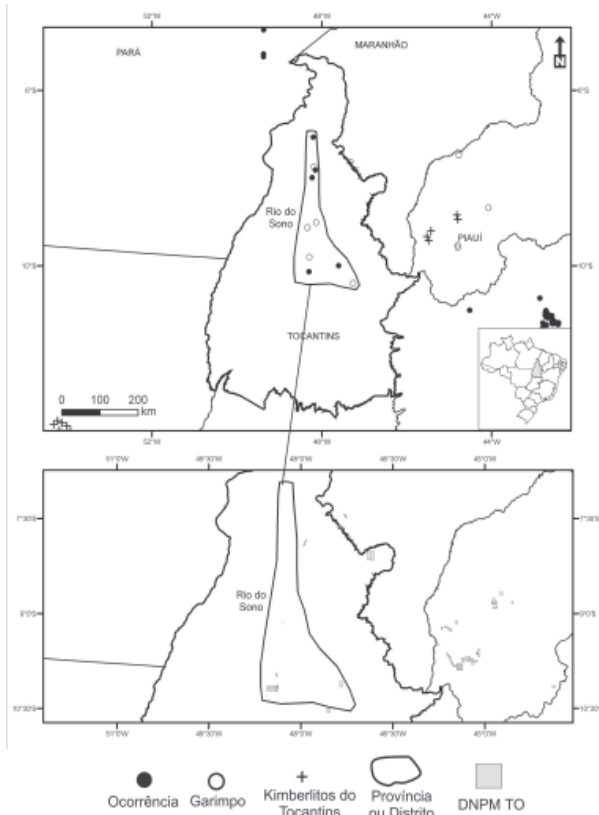 52°W 48°W 44°W
PARÁ
MARANHÃO
N
6°S 6°S
Rio do
Sono
PIAUÍ
10°S 10°S
TOCANTINS
0 100 200
km
52°W 48°W 44°W
51°0'W 49°30'W 48°0'W 46°30'W 45°0'W
7°30'S 7°30'S
Rio do
Sono
9°0'S 9°0'S
10°30'S 10°30'S
51°0'W 49°30'W 48°0'W 46°30'W 45°0'W
Ocorrência Garimpo Kimberlitos do Província DNPM TO
Tocantins ou Distrito